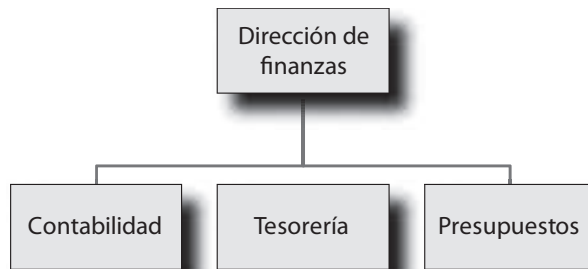 Dirección de
finanzas
Contabilidad
Tesorería
Presupuestos